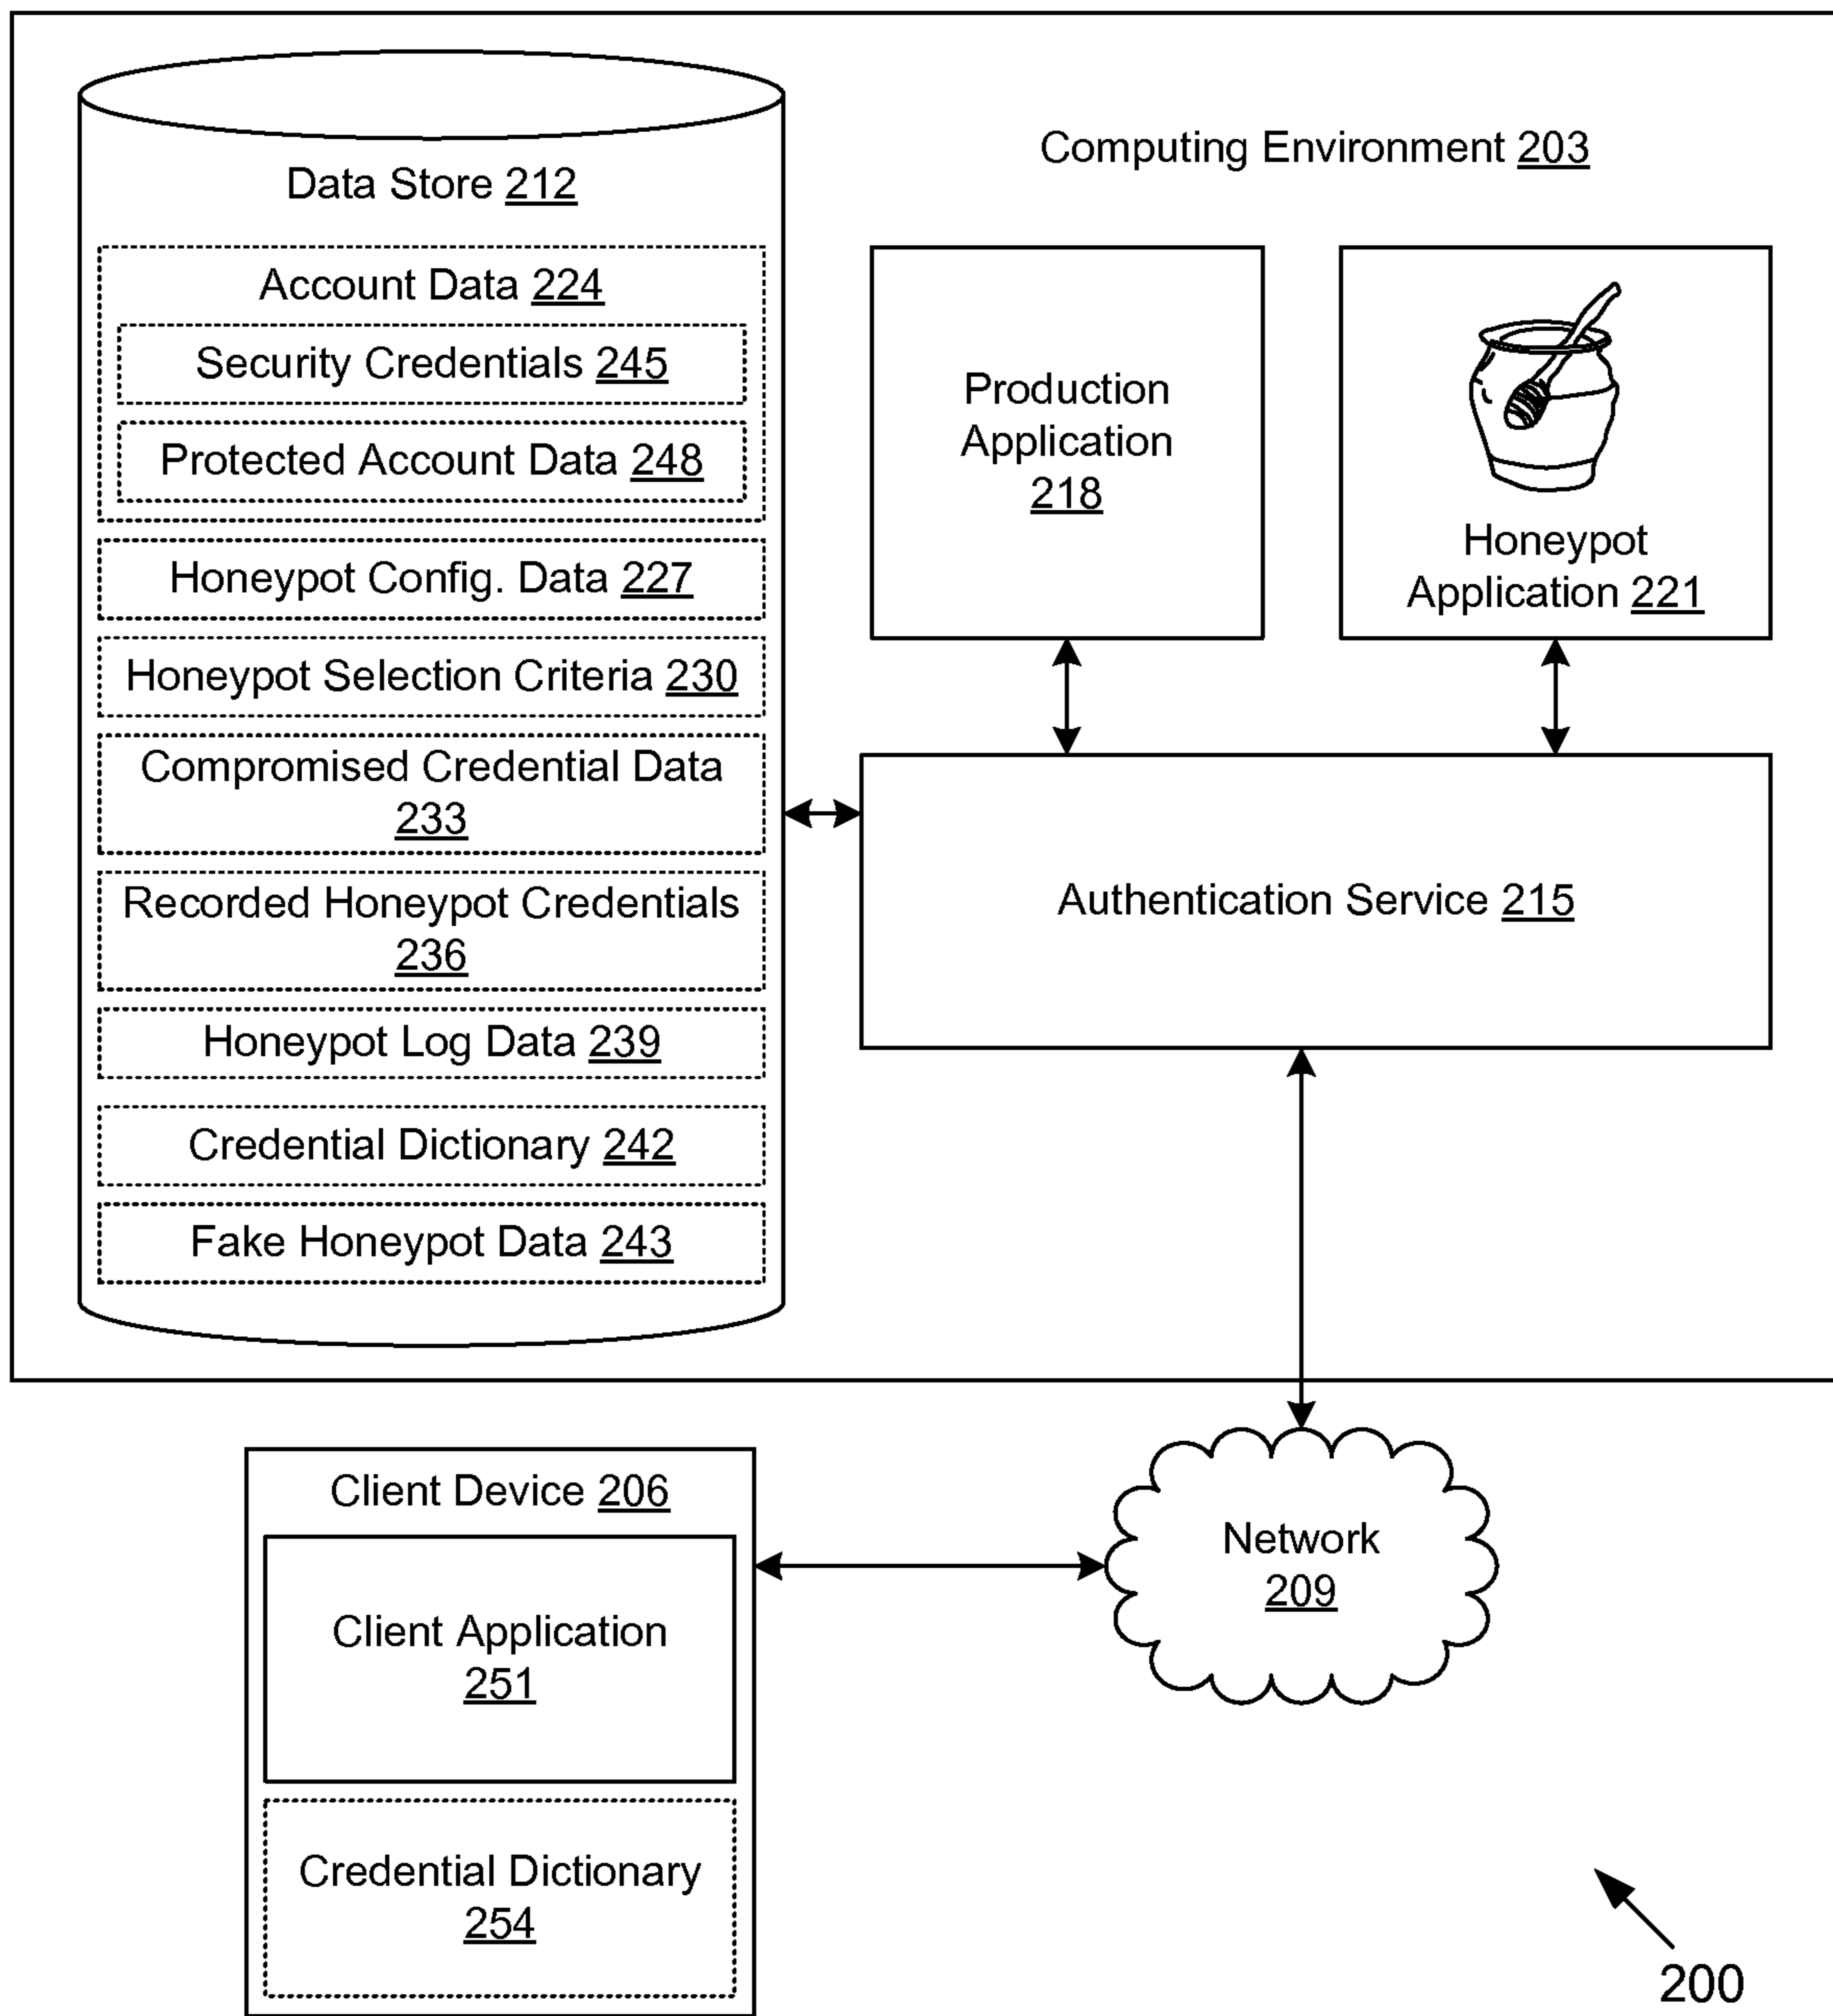 Computing Environment 203
Data Store 212
Account Data 224
Security Credentials 245
Protected Account Data 248
Honeypot Config. Data 227
Honeypot Selection Criteria 230
Compromised Credential Data
233
Recorded Honeypot Credentials
236
Honeypot Log Data 239
Credential Dictionary 242
Fake Honeypot Data 243
Production
Application
218
Honeypot
Application 221
Authentication Service 215
Client Device 206
Client Application
251
Credential Dictionary
254
Network
209
200